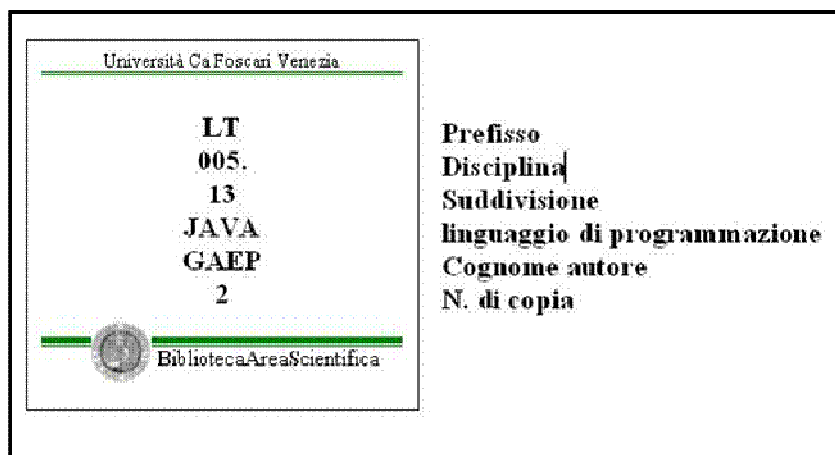 Università Ca Foscari Venezia
LT
005.
13
JAVA
GAEP
2
BibliotecaAreaScientifica
Prefisso
Disciplina
Suddivisione
linguaggio di programmazione
Cognome autore
N. di copia